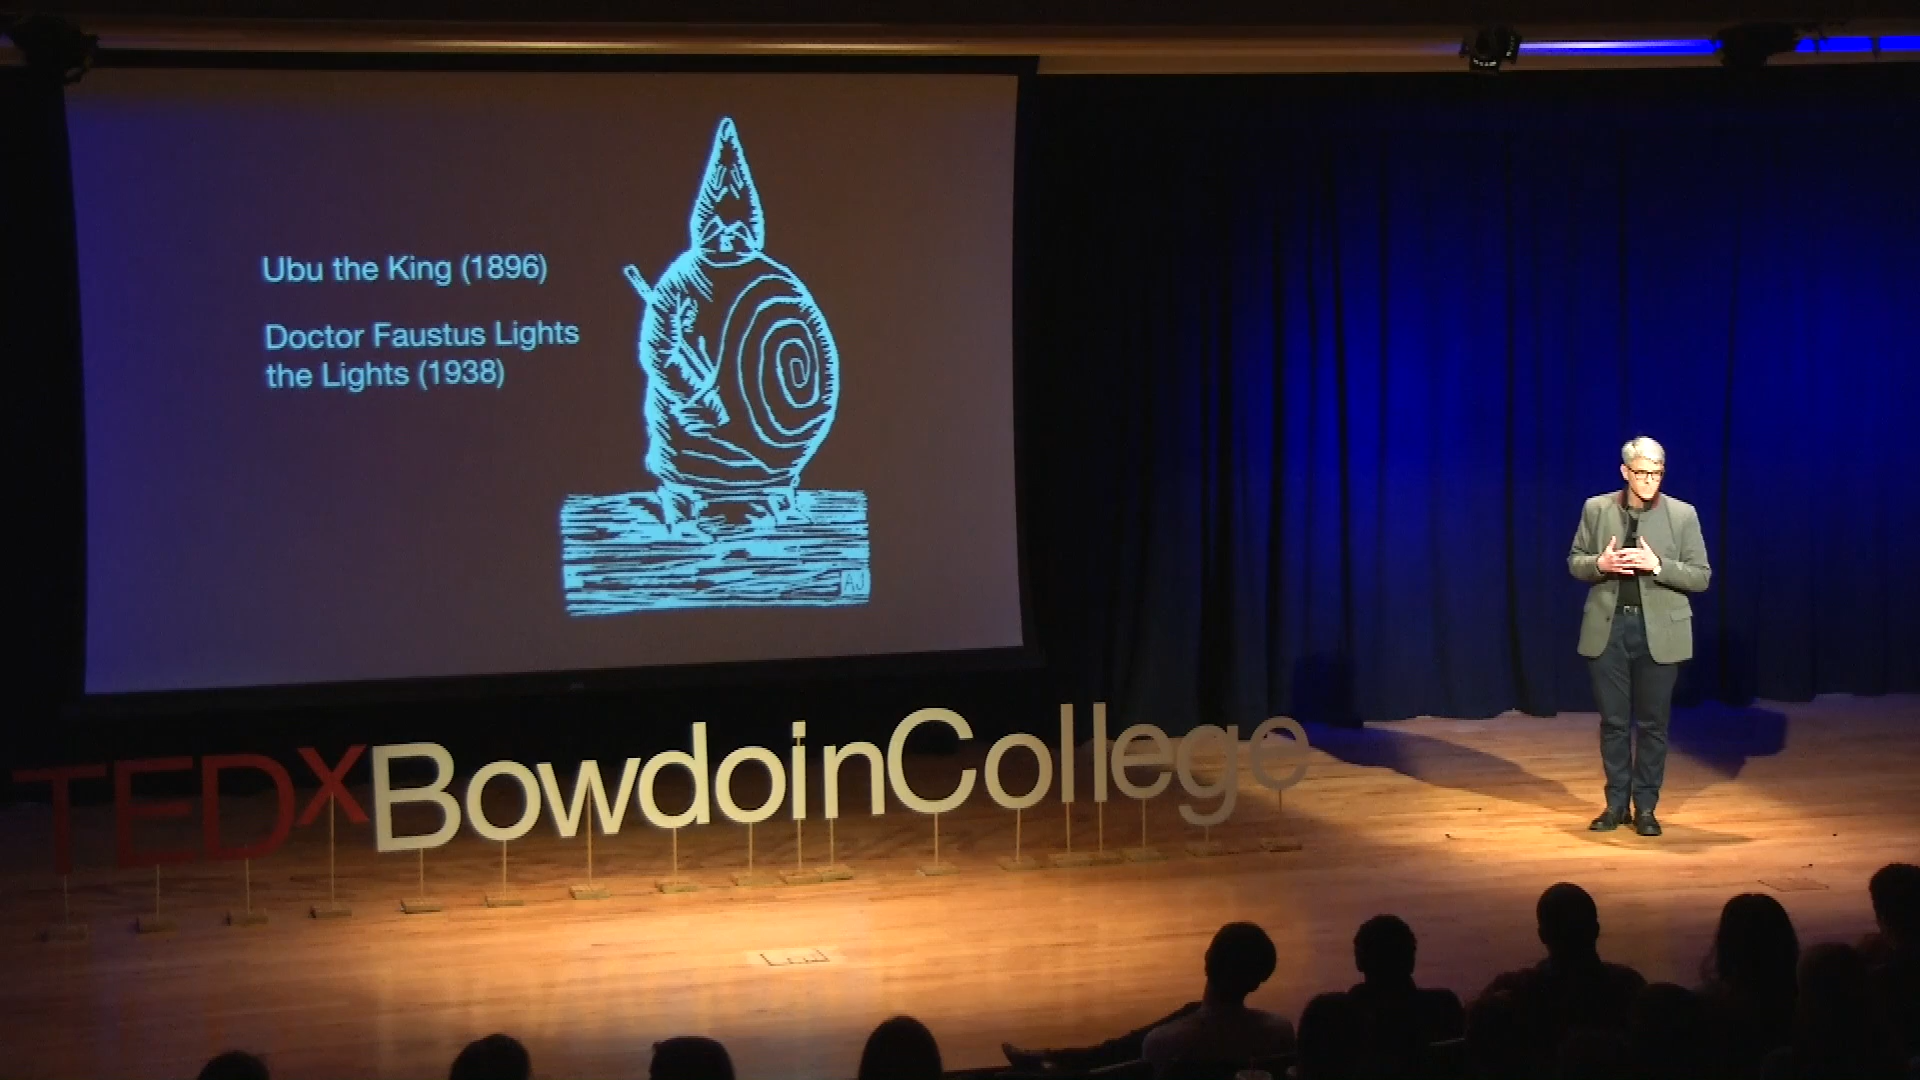 Ubu the King (1896)
Doctor Faustus Lights
the Lights (1938)
AJ
TEDxBowdoinCollege